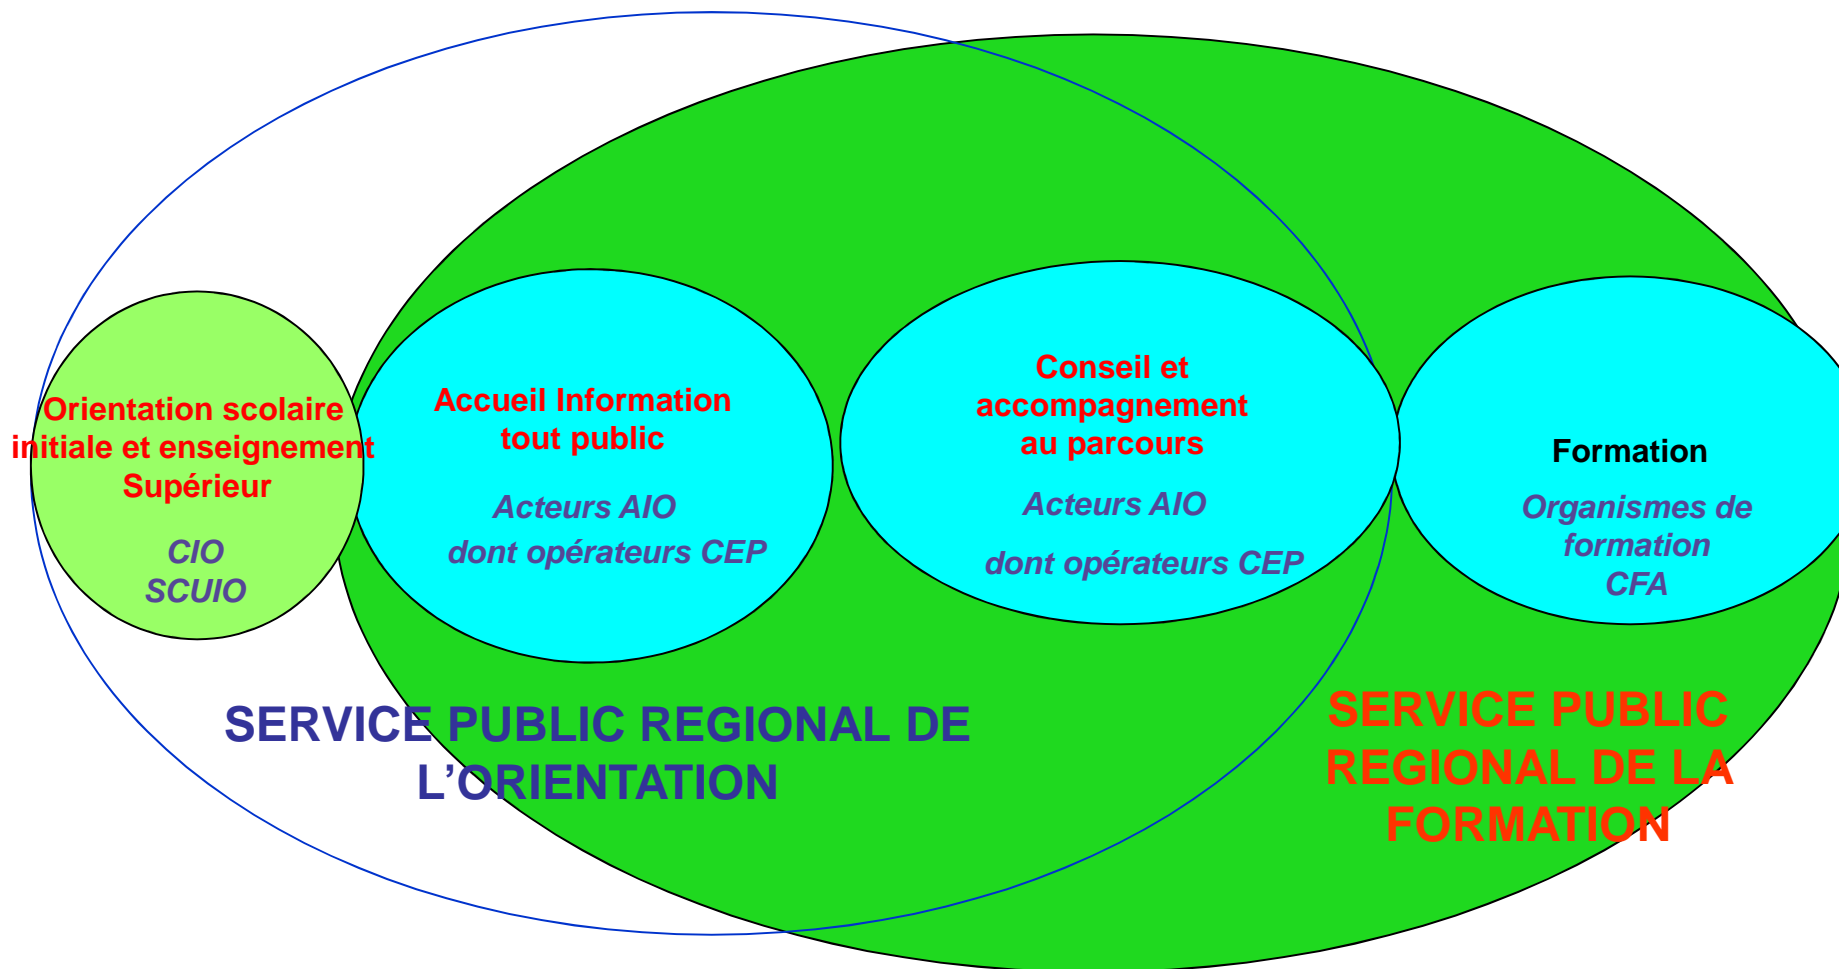 Orientation scolaire
initiale et enseignement
Supérieur
CIO
SCUIO
Accueil Information
tout public
Acteurs AIO
dont opérateurs CEP
Conseil et
accompagnement
au parcours
Acteurs AIO
dont opérateurs CEP
Formation
Organismes de
formation
CFA
SERVICE PUBLIC REGIONAL DE
L’ORIENTATION
SERVICE PUBLIC
REGIONAL DE LA
FORMATION